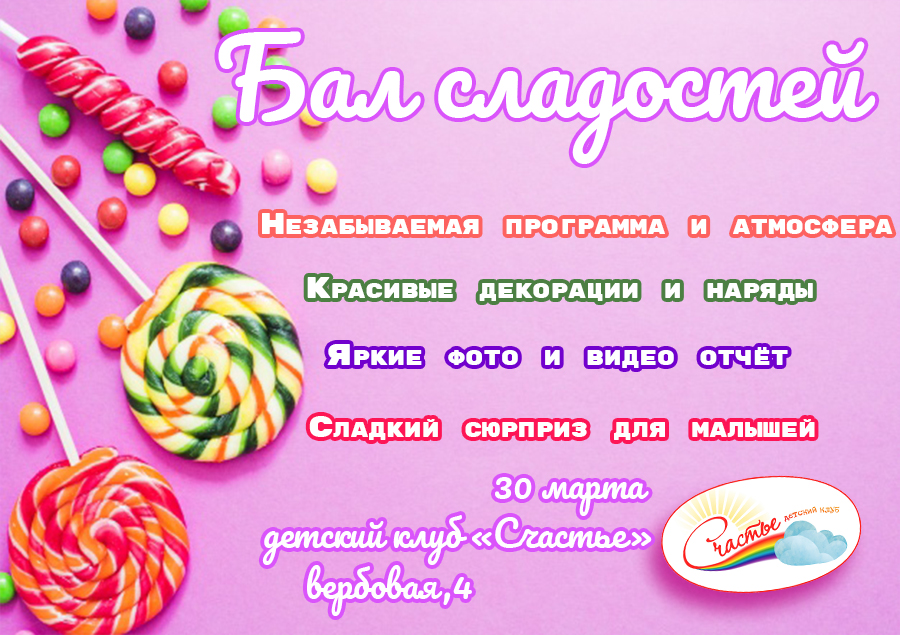 Бал сладостей
Незабываемая программа и атмосфера
Красивые декорации и наряды
Яркие фото и видео отчёт
Сладкий сюрприз для малышей
30 марта
детский клуб «Счастье»
вербовая,4
Счастье детский клуб